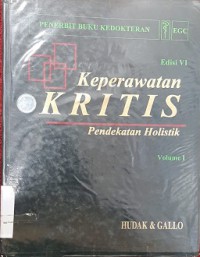 PENERBIT BUKU KEDOKTERAN EGC
Edisi VI
Keperawatan
KRITIS
Pendekatan Holistik
Volume I
HUDAK & GALLO